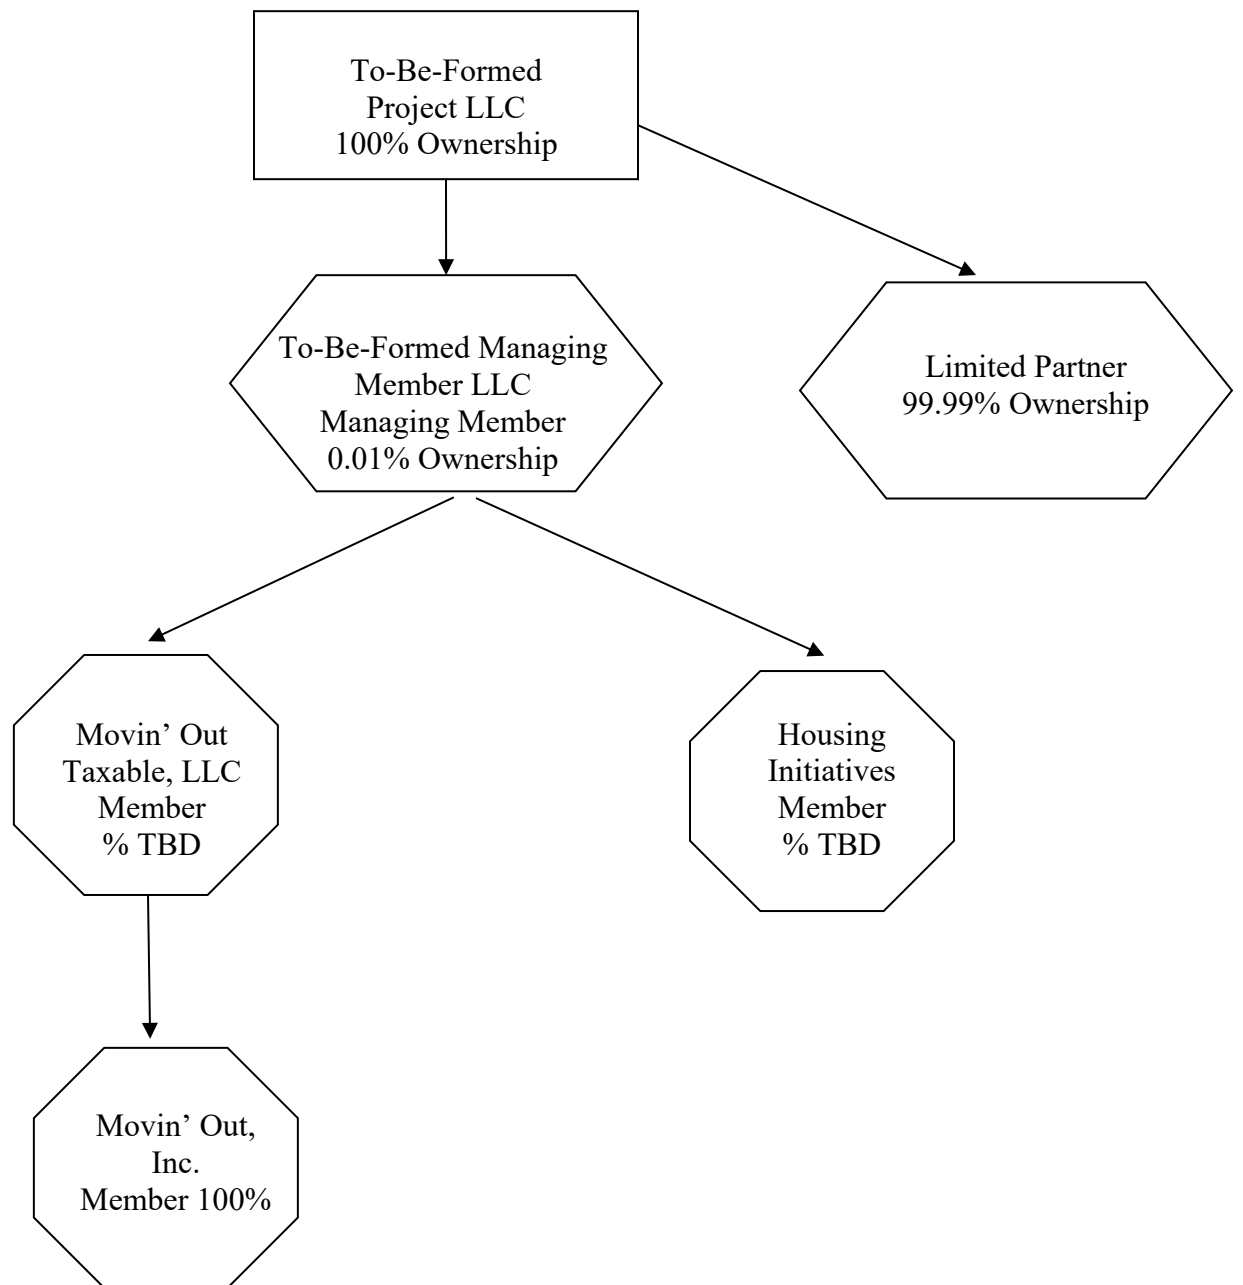 To-Be-Formed
Project LLC
100% Ownership
To-Be-Formed Managing
Member LLC
Managing Member
0.01% Ownership
Limited Partner
99.99% Ownership
Movin’ Out
Taxable, LLC
Member
% TBD
Housing
Initiatives
Member
% TBD
Movin’ Out,
Inc.
Member 100%